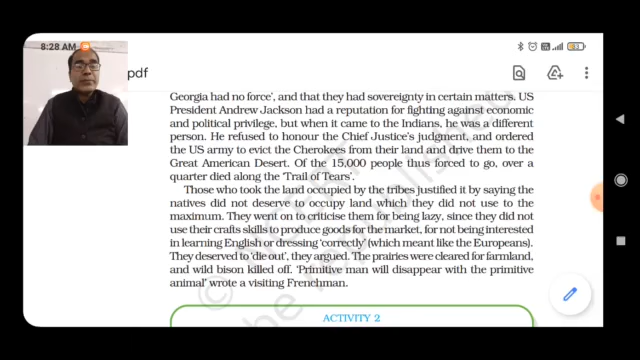 8:28 AM
83
pdf
Georgia had no force', and that they had sovereignty in certain matters. US
President Andrew Jackson had a reputation for fighting against economic
and political privilege, but when it came to the Indians, he was a different
person. He refused to honour the Chief Justice's judgment, and ordered
the US army to evict the Cherokees from their land and drive them to
the Great American Desert. Of the 15,000 people thus forced to go, over
a quarter died along the 'Trail of Tears'.
Those who took the land occupied by the tribes justified it by saying the
natives did not deserve to occupy land which they did not use to the
maximum. They went on to criticise them for being lazy, since they did not
use their crafts skills to produce goods for the market, for not being interested
in learning English or dressing 'correctly' (which meant like the Europeans).
They deserved to 'die out', they argued. The prairies were cleared for farmland,
and wild bison killed off. 'Primitive man will disappear with the primitive
animal' wrote a visiting Frenchman.
ACTIVITY 2